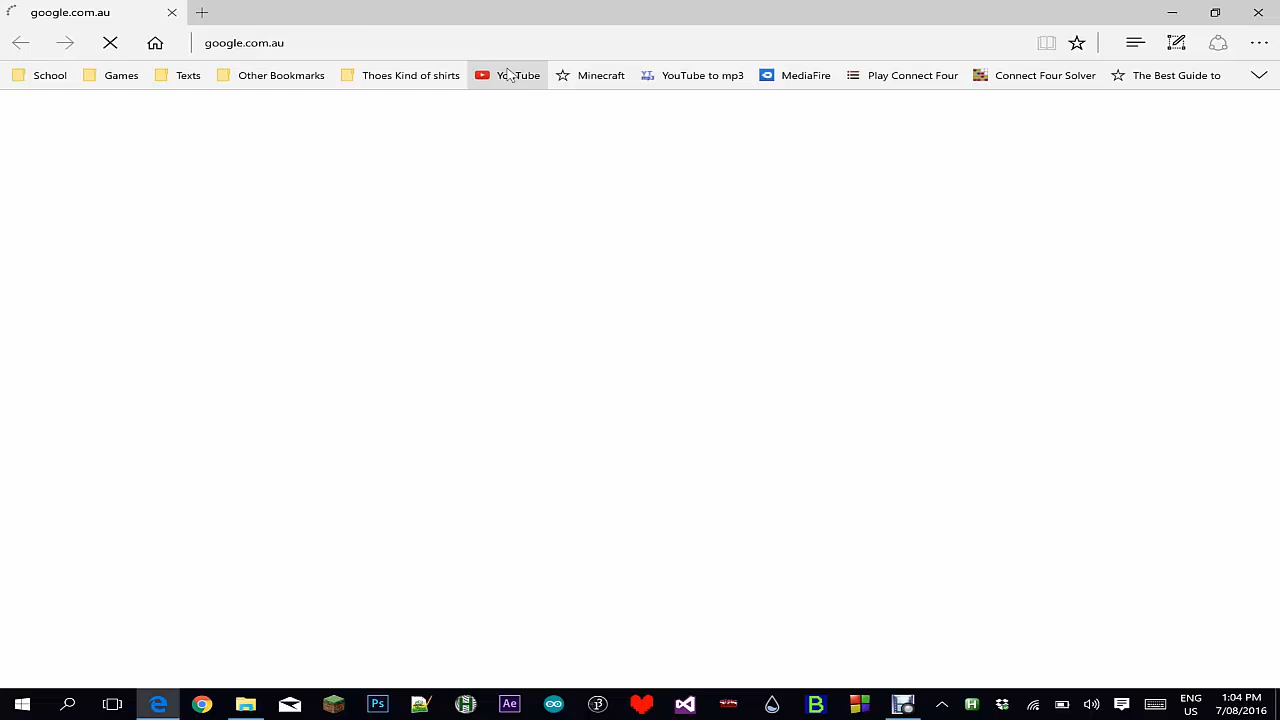 google.com.au
google.com.au
School Games Texts Other Bookmarks Thoes Kind of shirts YouTube Minecraft YouTube to mp3 MediaFire Play Connect Four Connect Four Solver The Best Guide to
Ps Ae B H ENG 1:04 PM
US 7/08/2016